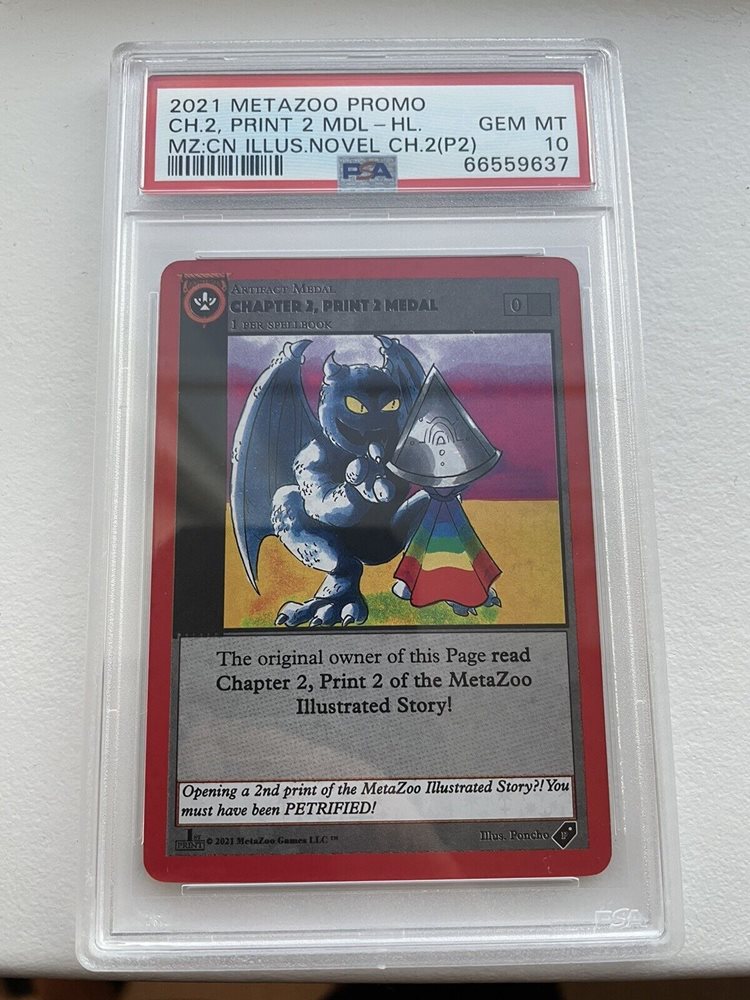 2021 METAZOO PROMO
CH.2, PRINT 2 MDL-HL. GEM MT
MZ:CN ILLUS.NOVEL CH.2(P2) 10
PSA 66559637
ARTIFACT MEDAL
CHAPTER 2, PRINT 2 MEDAL 0
1 PER SPELLBOOK
The original owner of this Page read
Chapter 2, Print 2 of the MetaZoo
Illustrated Story!
Opening a 2nd print of the MetaZoo Illustrated Story?! You
must have been PETRIFIED!
1ST
PRINT © 2021 MetaZoo Games LLC ™
Illus. Poncho
PSA